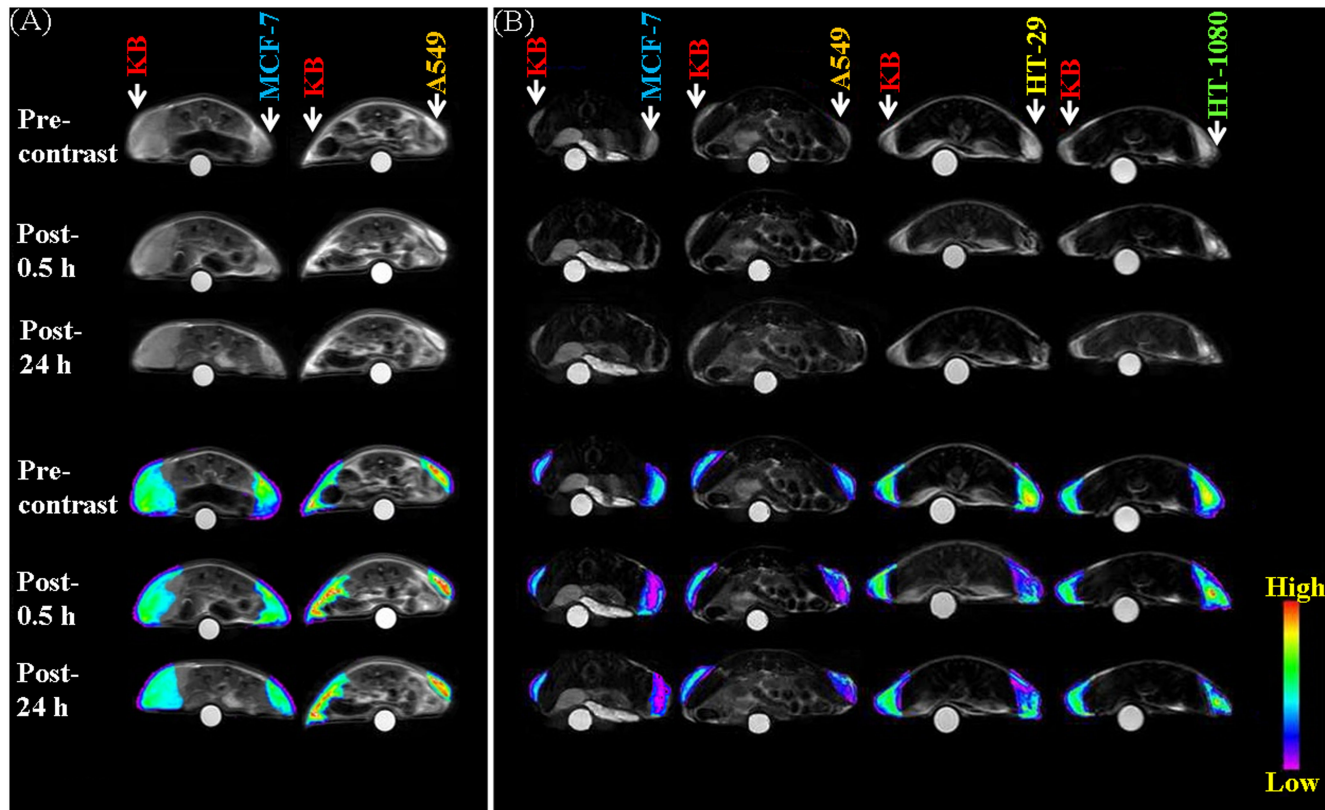 (A)
(B)
KB
MCF-7
KB
A549
KB
MCF-7
KB
A549
KB
HT-29
KB
HT-1080
Pre-
contrast
Post-
0.5 h
Post-
24 h
Pre-
contrast
Post-
0.5 h
Post-
24 h
High
Low